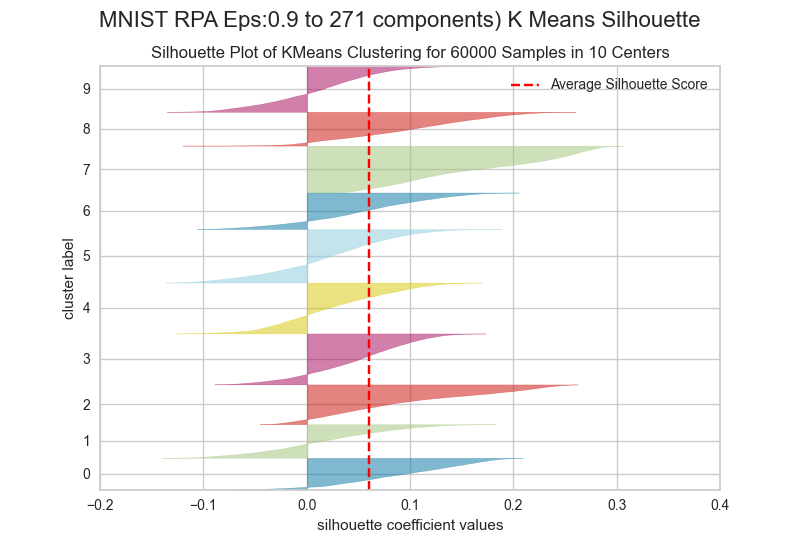 MNIST RPA Eps:0.9 to 271 components) K Means Silhouette
Silhouette Plot of KMeans Clustering for 60000 Samples in 10 Centers
Average Silhouette Score
cluster label
9
8
7
6
5
4
3
2
1
0
−0.2 −0.1 0.0 0.1 0.2 0.3 0.4
silhouette coefficient values